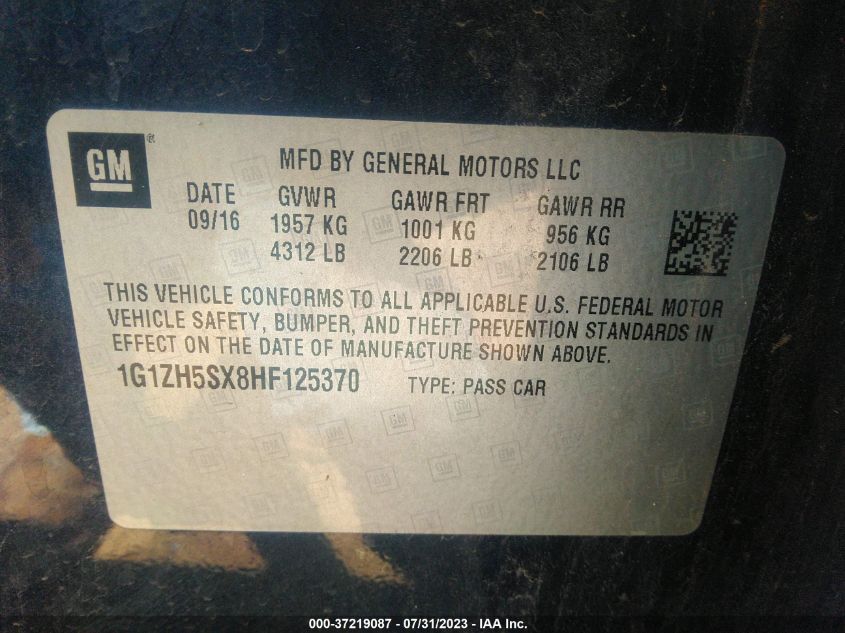 GM®
MFD BY GENERAL MOTORS LLC
DATE GVWR GAWR FRT GAWR RR
09/16 1957 KG 1001 KG 956 KG
4312 LB 2206 LB 2106 LB
THIS VEHICLE CONFORMS TO ALL APPLICABLE U.S. FEDERAL MOTOR
VEHICLE SAFETY, BUMPER, AND THEFT PREVENTION STANDARDS IN
EFFECT ON THE DATE OF MANUFACTURE SHOWN ABOVE.
1G1ZH5SX8HF125370 TYPE: PASS CAR
000-37219087 - 07/31/2023 - IAA Inc.